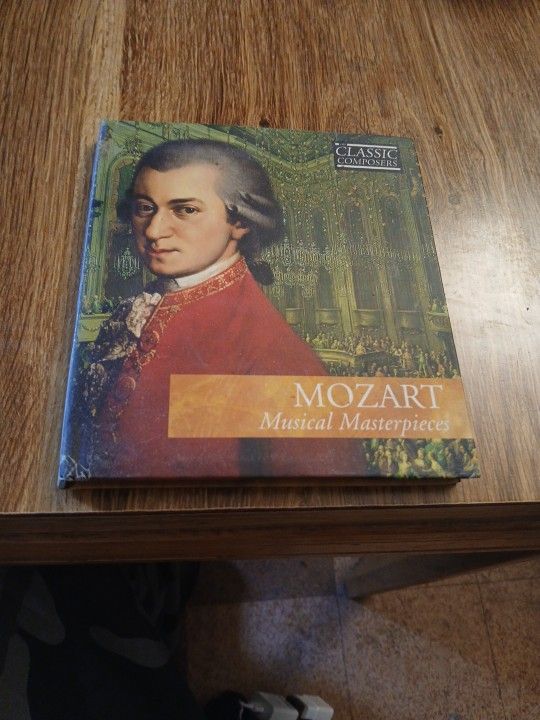 CLASSIC
COMPOSERS
MOZART
Musical Masterpieces